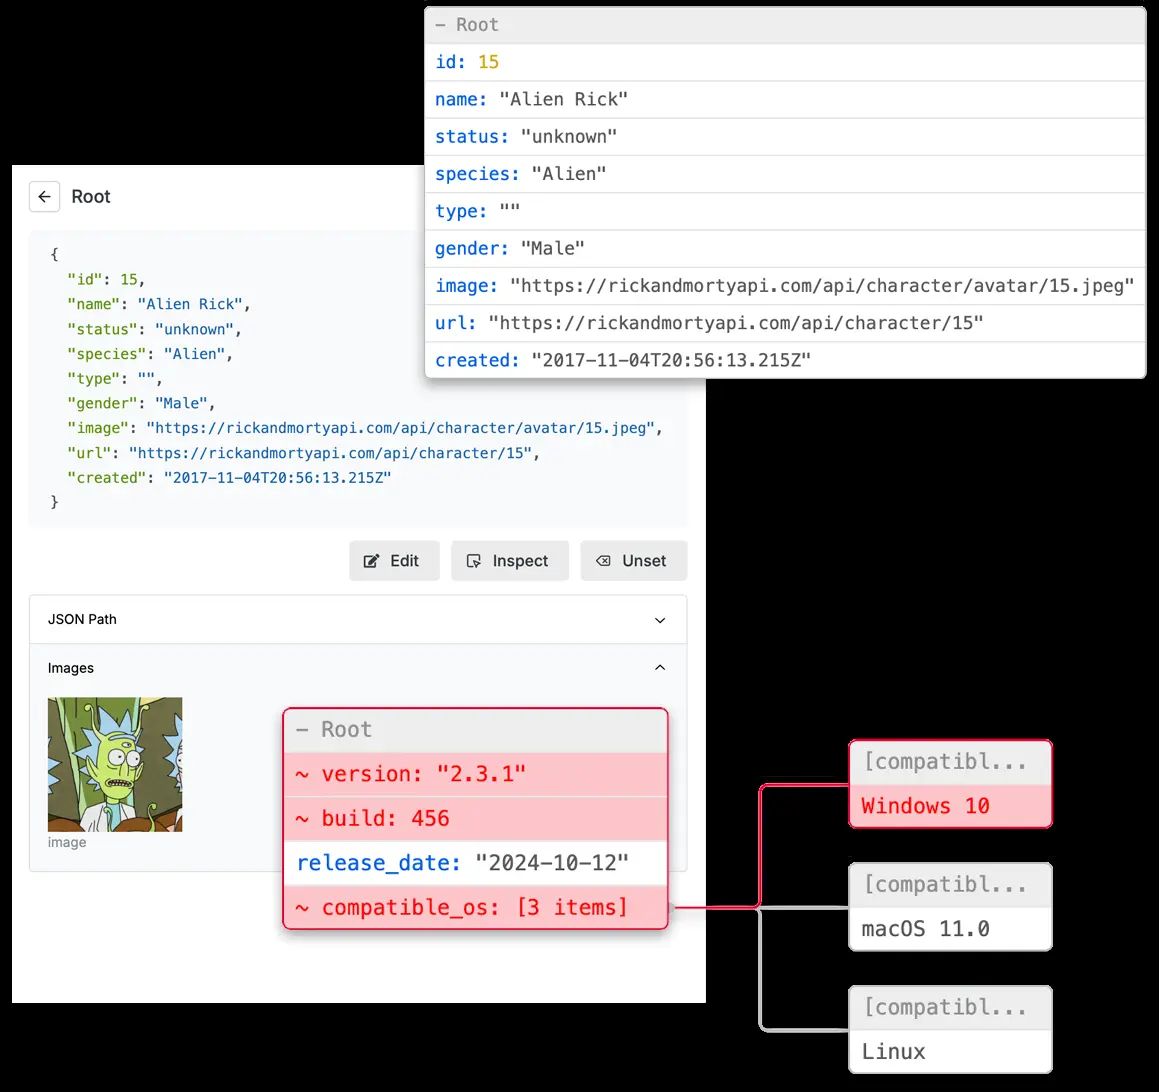 − Root
id: 15
name: "Alien Rick"
status: "unknown"
species: "Alien"
type: ""
gender: "Male"
image: "https://rickandmortyapi.com/api/character/avatar/15.jpeg"
url: "https://rickandmortyapi.com/api/character/15"
created: "2017-11-04T20:56:13.215Z"
Root
{
"id": 15,
"name": "Alien Rick",
"status": "unknown",
"species": "Alien",
"type": "",
"gender": "Male",
"image": "https://rickandmortyapi.com/api/character/avatar/15.jpeg",
"url": "https://rickandmortyapi.com/api/character/15",
"created": "2017-11-04T20:56:13.215Z"
}
Edit Inspect Unset
JSON Path
Images
image
− Root
~ version: "2.3.1"
~ build: 456
release_date: "2024-10-12"
~ compatible_os: [3 items]
[compatibl...
Windows 10
[compatibl...
macOS 11.0
[compatibl...
Linux